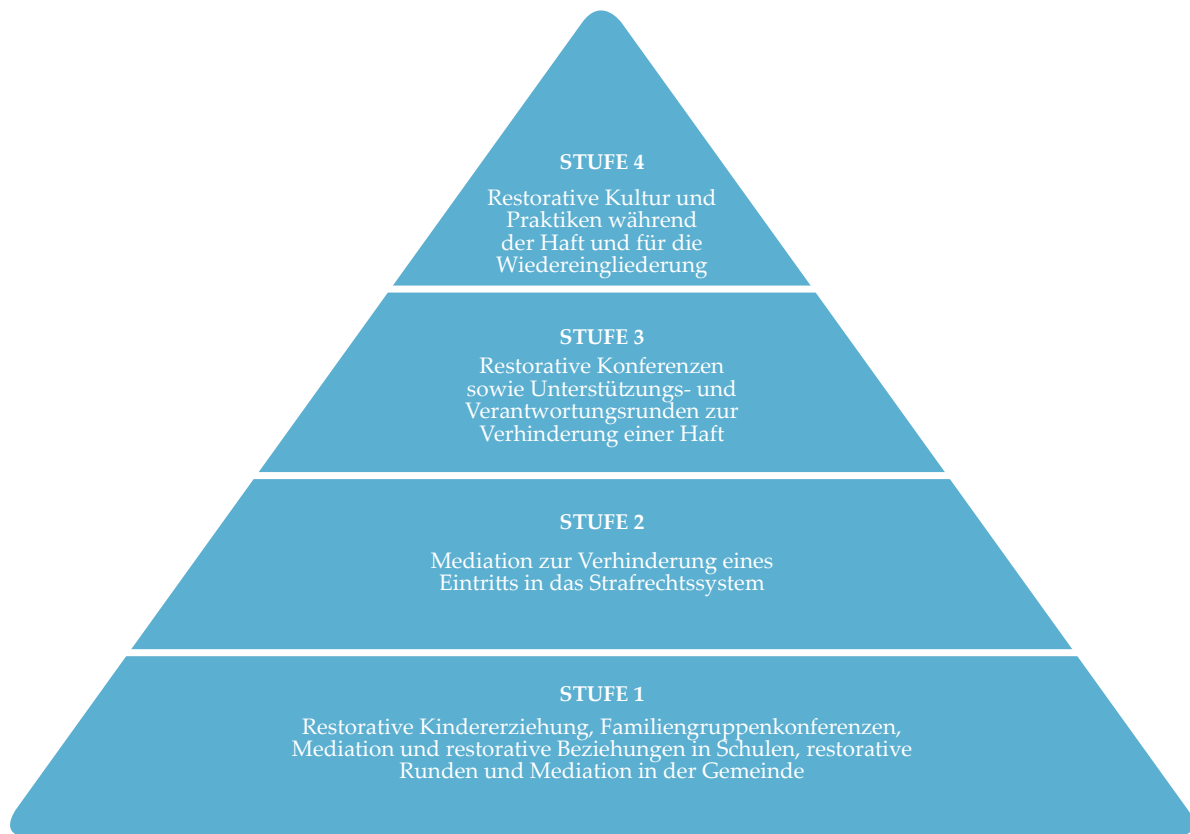 STUFE 4
Restorative Kultur und
Praktiken während
der Haft und für die
Wiedereingliederung
STUFE 3
Restorative Konferenzen
sowie Unterstützungs- und
Verantwortungsrunden zur
Verhinderung einer Haft
STUFE 2
Mediation zur Verhinderung eines
Eintritts in das Strafrechtssystem
STUFE 1
Restorative Kindererziehung, Familiengruppenkonferenzen,
Mediation und restorative Beziehungen in Schulen, restorative
Runden und Mediation in der Gemeinde